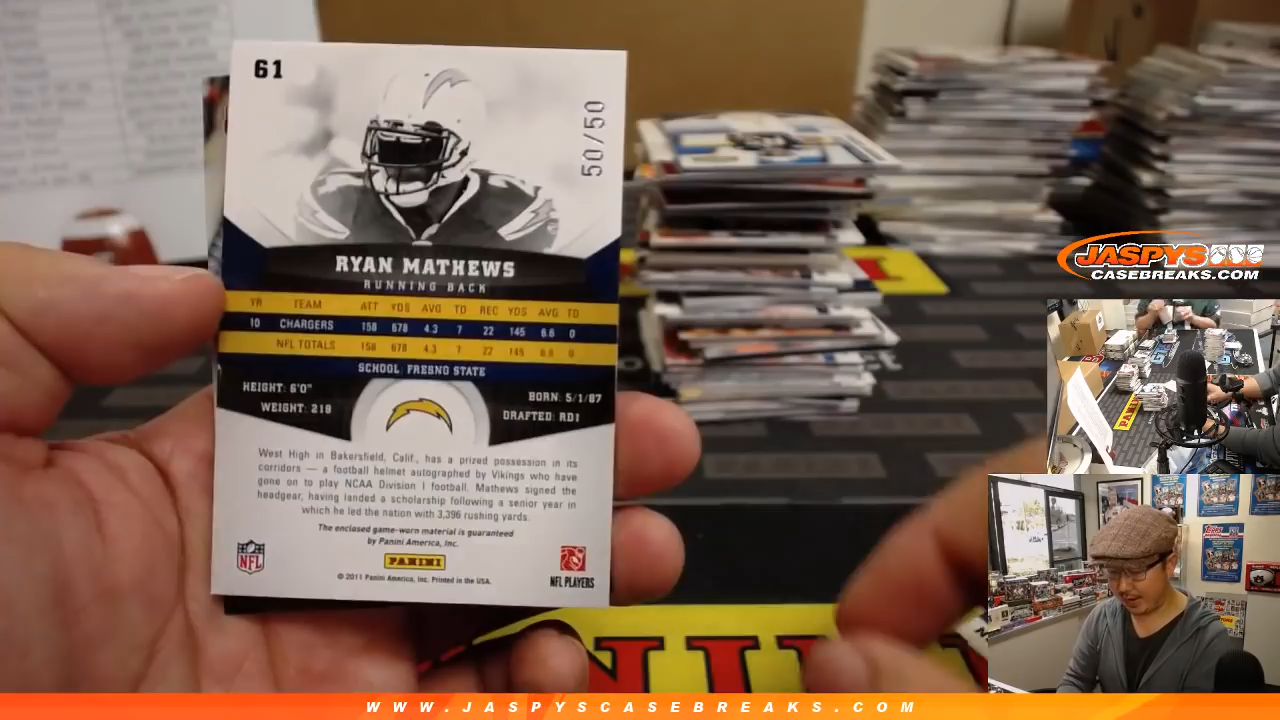 61
50/50
RYAN MATHEWS
RUNNING BACK
YR TEAM ATT YDS AVG TD REC YDS AVG TD
10 CHARGERS 158 678 4.3 7 22 145 6.6 0
NFL TOTALS 158 678 4.3 7 22 145 6.6 0
SCHOOL: FRESNO STATE
HEIGHT: 6'0"
WEIGHT: 218
BORN: 5/1/87
DRAFTED: RD1
West High in Bakersfield, Calif., has a prized possession in its
corridors — a football helmet autographed by Vikings who have
gone on to play NCAA Division I football. Mathews signed the
headgear, having landed a scholarship following a senior year in
which he led the nation with 3,396 rushing yards.
The enclosed game-worn material is guaranteed
by Panini America, Inc.
PANINI
© 2011 Panini America, Inc. Printed in the USA.
NFL
NFL PLAYERS
JASPYS
CASEBREAKS.COM
PANINI
Topps
WWW.JASPYSCASEBREAKS.COM